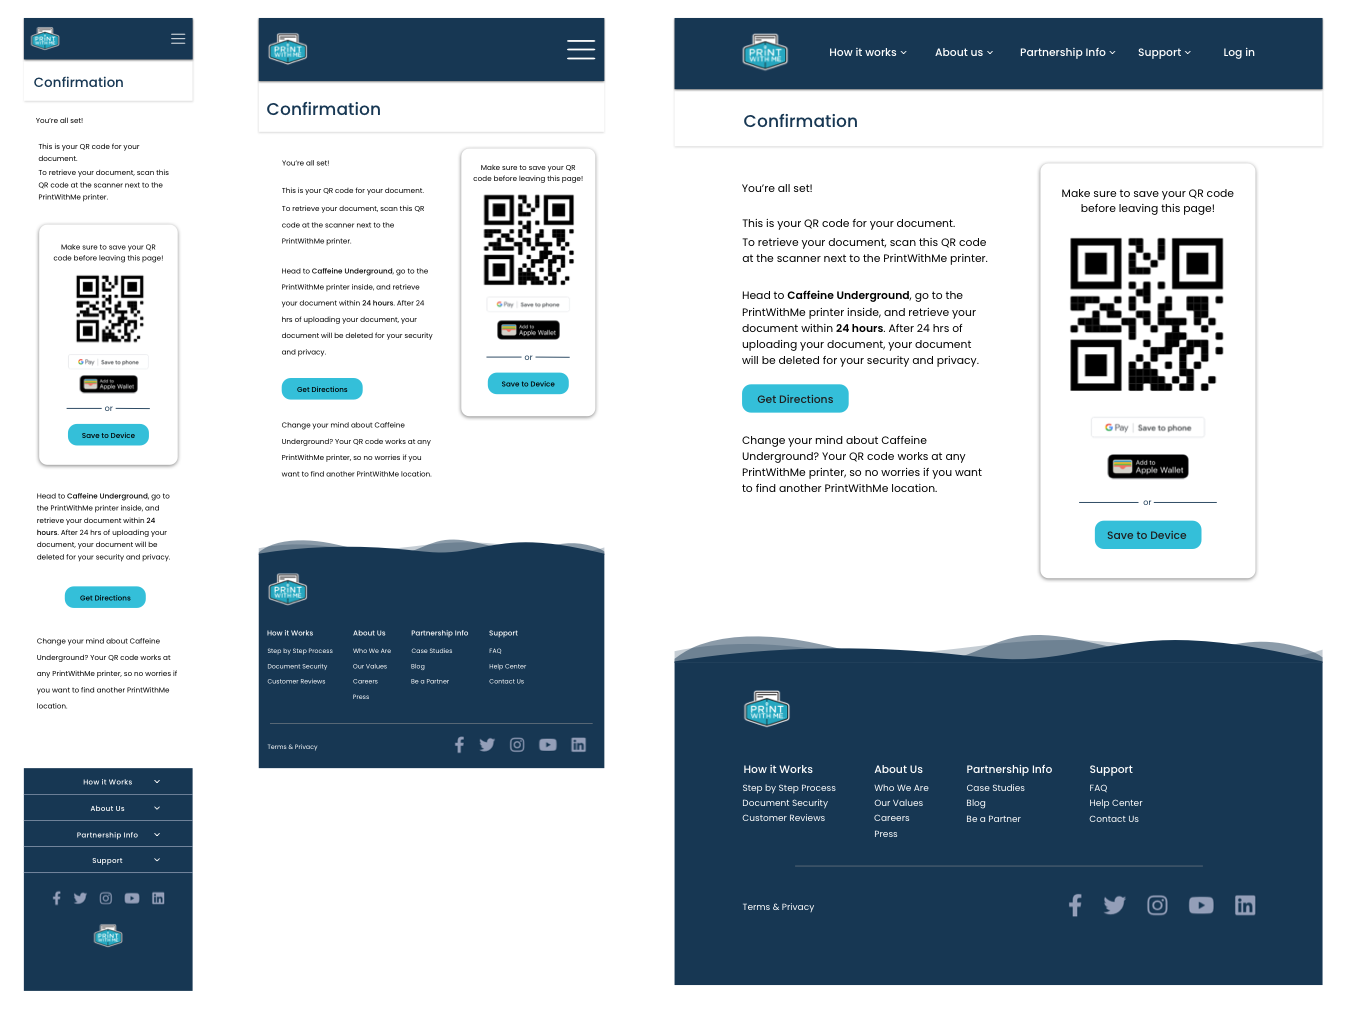 PRINT
WITH ME
Confirmation
You're all set!
This is your QR code for your
document.
To retrieve your document, scan this
QR code at the scanner next to the
PrintWithMe printer.
Make sure to save your QR
code before leaving this page!
G Pay | Save to phone
Add to
Apple Wallet
or
Save to Device
Head to Caffeine Underground, go to
the PrintWithMe printer inside, and
retrieve your document within 24
hours. After 24 hrs of uploading your
document, your document will be
deleted for your security and privacy.
Get Directions
Change your mind about Caffeine
Underground? Your QR code works at
any PrintWithMe printer, so no worries if
you want to find another PrintWithMe
location.
How it Works
About Us
Partnership Info
Support
PRINT
WITH ME
PRINT
WITH ME
Confirmation
You're all set!
This is your QR code for your document.
To retrieve your document, scan this QR
code at the scanner next to the
PrintWithMe printer.
Head to Caffeine Underground, go to the
PrintWithMe printer inside, and retrieve
your document within 24 hours. After 24
hrs of uploading your document, your
document will be deleted for your security
and privacy.
Get Directions
Change your mind about Caffeine
Underground? Your QR code works at any
PrintWithMe printer, so no worries if you
want to find another PrintWithMe location.
Make sure to save your QR
code before leaving this page!
G Pay | Save to phone
Add to
Apple Wallet
or
Save to Device
PRINT
WITH ME
How it Works
Step by Step Process
Document Security
Customer Reviews
About Us
Who We Are
Our Values
Careers
Press
Partnership Info
Case Studies
Blog
Be a Partner
Support
FAQ
Help Center
Contact Us
Terms & Privacy
PRINT
WITH ME
How it works
About us
Partnership Info
Support
Log in
Confirmation
You're all set!
This is your QR code for your document.
To retrieve your document, scan this QR code
at the scanner next to the PrintWithMe printer.
Head to Caffeine Underground, go to the
PrintWithMe printer inside, and retrieve your
document within 24 hours. After 24 hrs of
uploading your document, your document
will be deleted for your security and privacy.
Get Directions
Change your mind about Caffeine
Underground? Your QR code works at any
PrintWithMe printer, so no worries if you want
to find another PrintWithMe location.
Make sure to save your QR code
before leaving this page!
G Pay | Save to phone
Add to
Apple Wallet
or
Save to Device
PRINT
WITH ME
How it Works
Step by Step Process
Document Security
Customer Reviews
About Us
Who We Are
Our Values
Careers
Press
Partnership Info
Case Studies
Blog
Be a Partner
Support
FAQ
Help Center
Contact Us
Terms & Privacy